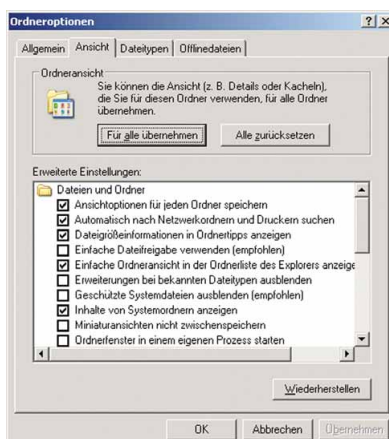 Ordneroptionen
Allgemein Ansicht Dateitypen Offlinedateien
Ordneransicht
Sie können die Ansicht (z. B. Details oder Kacheln),
die Sie für diesen Ordner verwenden, für alle Ordner
übernehmen.
Für alle übernehmen Alle zurücksetzen
Erweiterte Einstellungen:
Dateien und Ordner
Ansichtoptionen für jeden Ordner speichern
Automatisch nach Netzwerkordnern und Druckern suchen
Dateigrößeinformationen in Ordnertipps anzeigen
Einfache Dateifreigabe verwenden (empfohlen)
Einfache Ordneransicht in der Ordnerliste des Explorers anzeige
Erweiterungen bei bekannten Dateitypen ausblenden
Geschützte Systemdateien ausblenden (empfohlen)
Inhalte von Systemordnern anzeigen
Miniaturansichten nicht zwischenspeichern
Ordnerfenster in einem eigenen Prozess starten
Wiederherstellen
OK Abbrechen Übernehmen